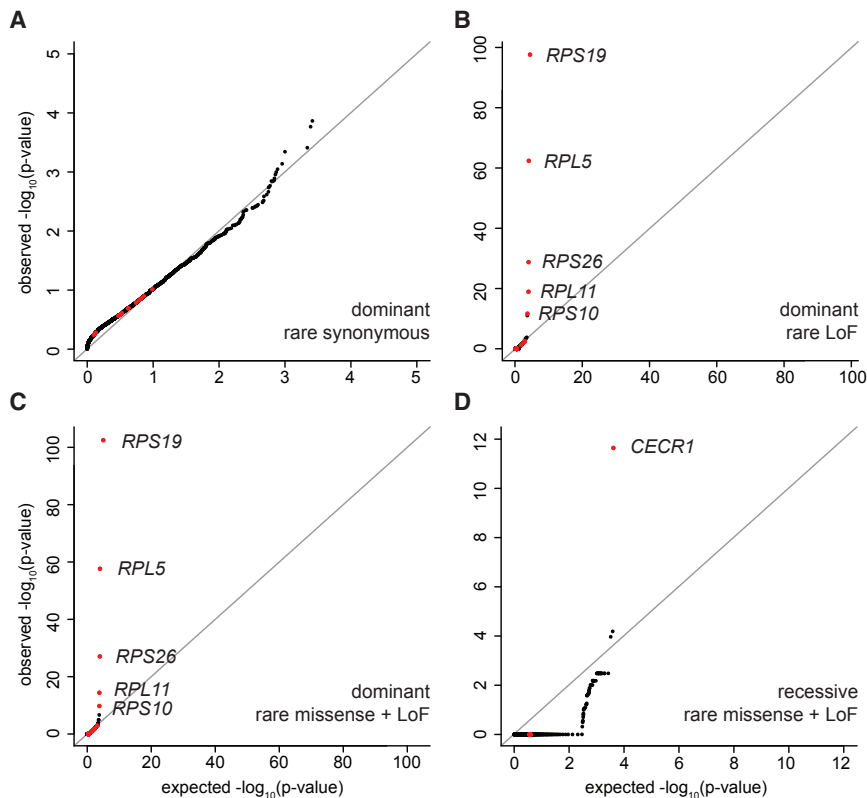 A
observed -log10(p-value)
5
4
3
2
1
0
dominant
rare synonymous
0 1 2 3 4 5
B
100
80
60
40
20
0
RPS19
RPL5
RPS26
RPL11
RPS10
dominant
rare LoF
0 20 40 60 80 100
C
observed -log10(p-value)
100
80
60
40
20
0
RPS19
RPL5
RPS26
RPL11
RPS10
dominant
rare missense + LoF
0 20 40 60 80 100
expected -log10(p-value)
D
12
10
8
6
4
2
0
CECR1
recessive
rare missense + LoF
0 2 4 6 8 10 12
expected -log10(p-value)